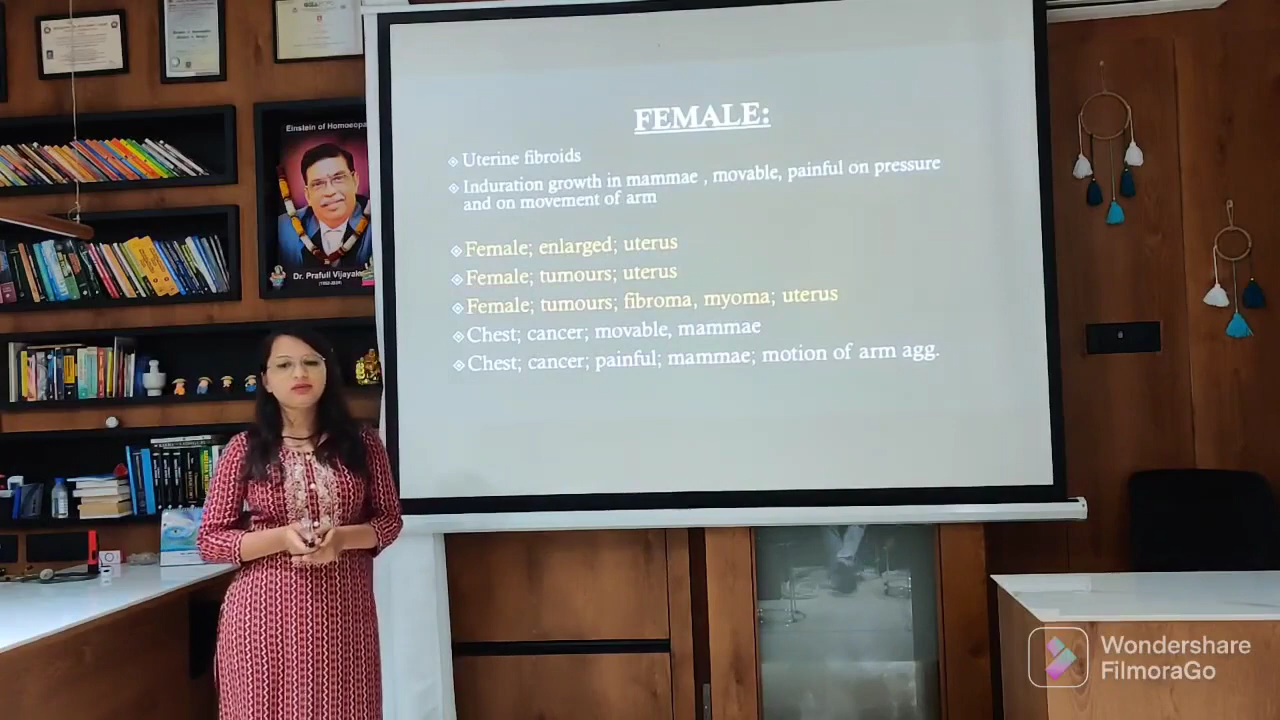 FEMALE:
Uterine fibroids
Induration growth in mammae , movable, painful on pressure
and on movement of arm
Female; enlarged; uterus
Female; tumours; uterus
Female; tumours; fibroma, myoma; uterus
Chest; cancer; movable, mammae
Chest; cancer; painful; mammae; motion of arm agg.
Einstein of Homoeopa
Dr. Prafull Vijayak
Wondershare
FilmoraGo